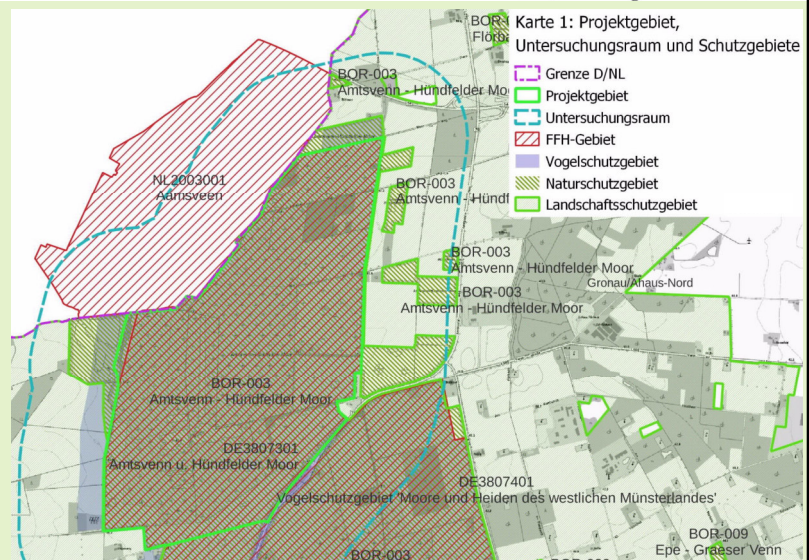 Karte 1: Projektgebiet,
Untersuchungsraum und Schutzgebiete
Grenze D/NL
Projektgebiet
Untersuchungsraum
FFH-Gebiet
Vogelschutzgebiet
Naturschutzgebiet
Landschaftsschutzgebiet
BOR-003
Amtsvenn - Hündfelder Moo
NL2003001
Aamsveen
BOR-003
Amtsvenn - Hündf
BOR-003
Amtsvenn - Hündfelder Moor
Gronau/Ahaus-Nord
BOR-003
Amtsvenn - Hündfelder Moor
BOR-003
Amtsvenn - Hündfelder Moor
DE3807301
Amtsvenn u. Hündfelder Moor
DE3807401
Vogelschutzgebiet 'Moore und Heiden des westlichen Münsterlandes'
BOR-009
Epe - Graeser Venn
BOR-003